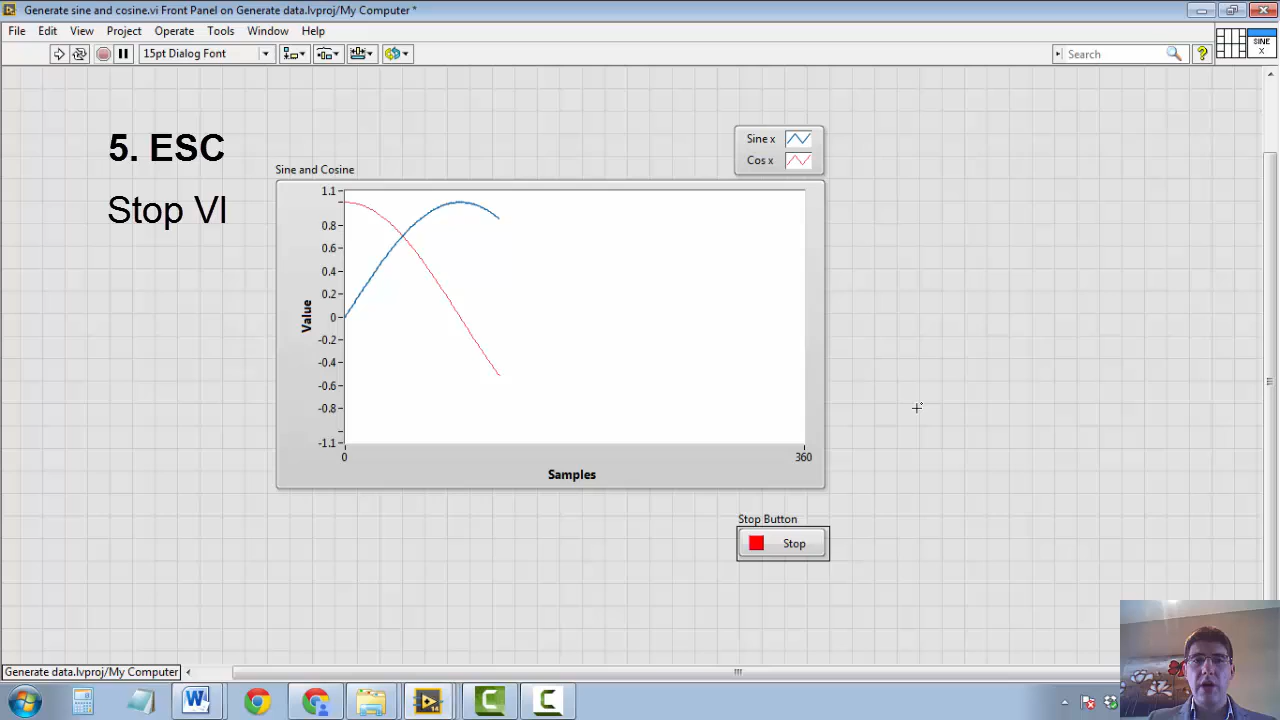 Generate sine and cosine.vi Front Panel on Generate data.lvproj/My Computer *
File Edit View Project Operate Tools Window Help
15pt Dialog Font
Search
SINE
X
5. ESC
Stop VI
Sine x
Cos x
Sine and Cosine
1.1
0.8
0.6
0.4
0.2
0
-0.2
-0.4
-0.6
-0.8
-1.1
Value
0 360
Samples
Stop Button
Stop
Generate data.lvproj/My Computer